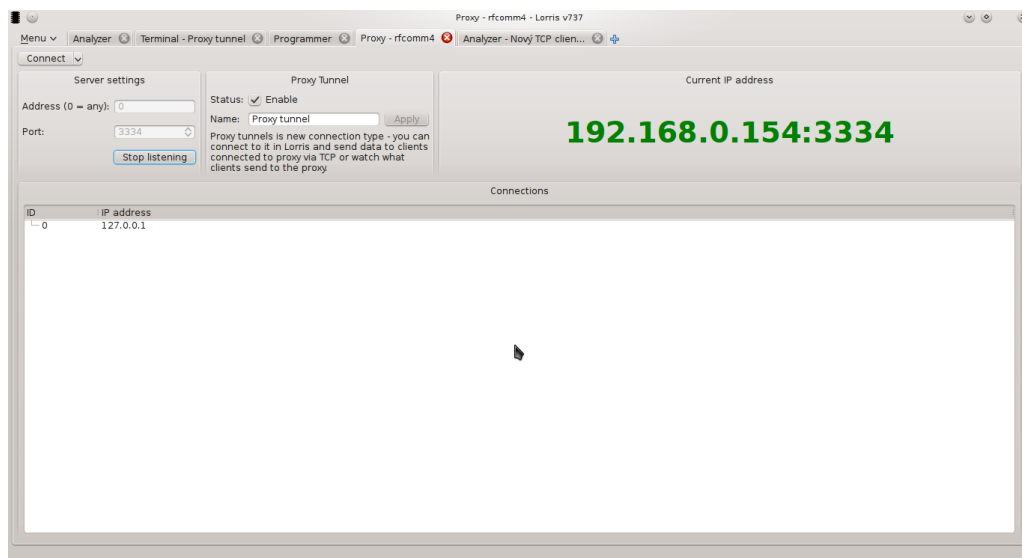 Proxy - rfcomm4 - Lorris v737
Menu Analyzer Terminal - Proxy tunnel Programmer Proxy - rfcomm4 Analyzer - Nový TCP clien...
Connect
Server settings
Address (0 = any): 0
Port: 3334
Stop listening
Proxy Tunnel
Status: Enable
Name: Proxy tunnel Apply
Proxy tunnels is new connection type - you can
connect to it in Lorris and send data to clients
connected to proxy via TCP or watch what
clients send to the proxy.
Current IP address
192.168.0.154:3334
Connections
ID IP address
0 127.0.0.1